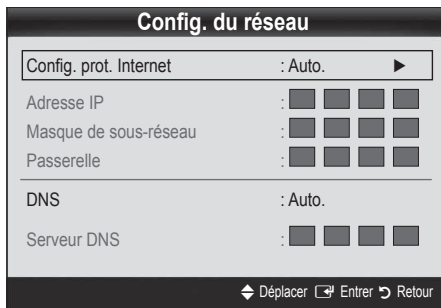 Config. du réseau
Config. prot. Internet : Auto. ►
Adresse IP :
Masque de sous-réseau :
Passerelle :
DNS : Auto.
Serveur DNS :
Déplacer Entrer Retour